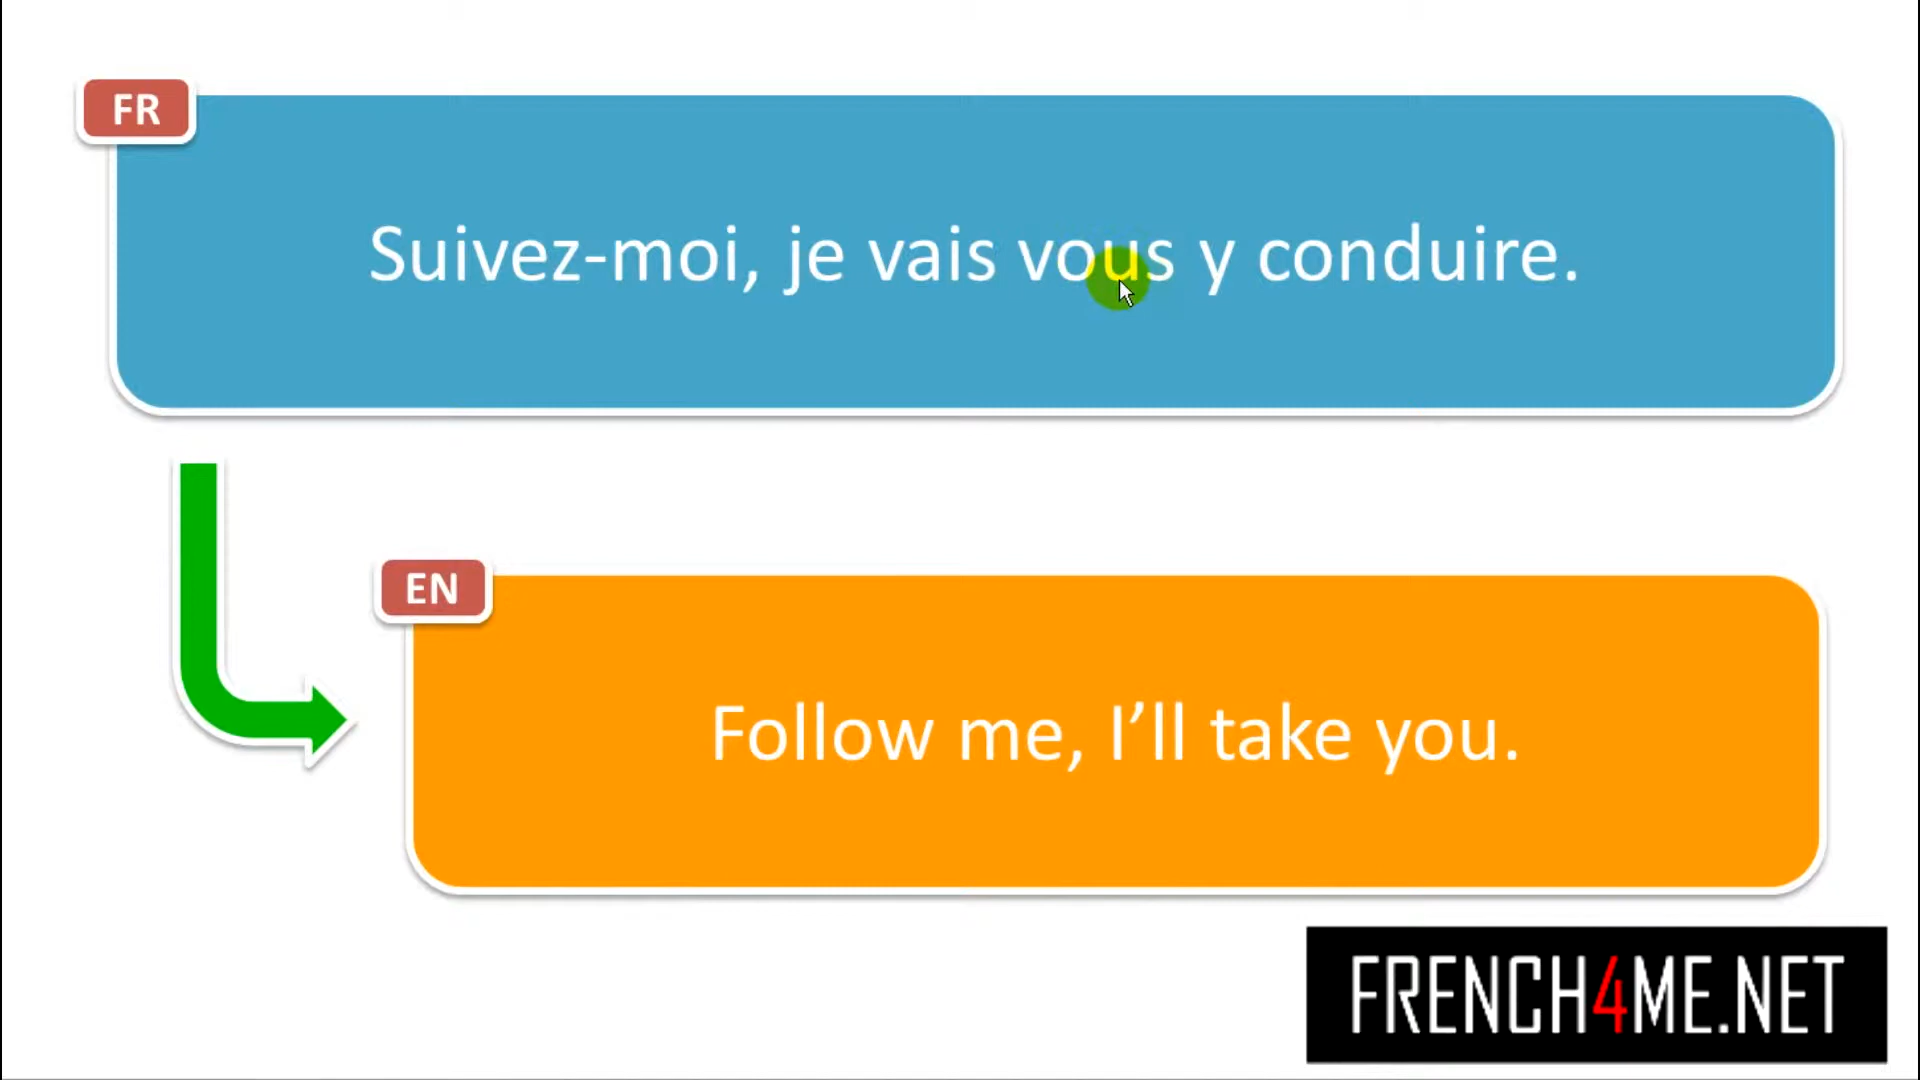 FR
Suivez-moi, je vais vous y conduire.
EN
Follow me, I’ll take you.
FRENCH4ME.NET